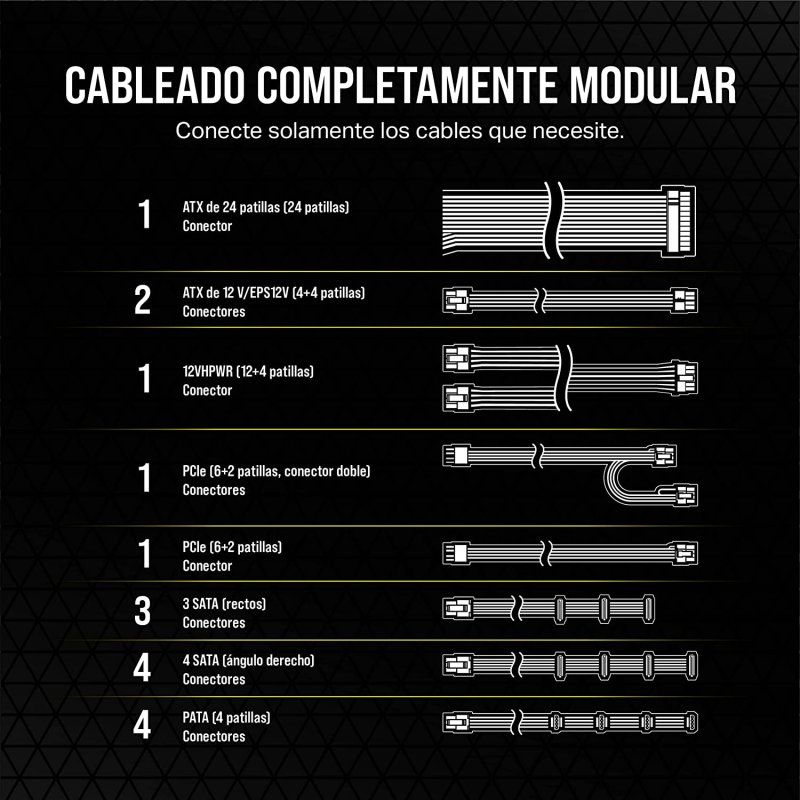 CABLEADO COMPLETAMENTE MODULAR
Conecte solamente los cables que necesite.
1
ATX de 24 patillas (24 patillas)
Conector
2
ATX de 12 V/EPS12V (4+4 patillas)
Conectores
1
12VHPWR (12+4 patillas)
Conector
1
PCIe (6+2 patillas, conector doble)
Conectores
1
PCIe (6+2 patillas)
Conector
3
3 SATA (rectos)
Conectores
4
4 SATA (ángulo derecho)
Conectores
4
PATA (4 patillas)
Conectores